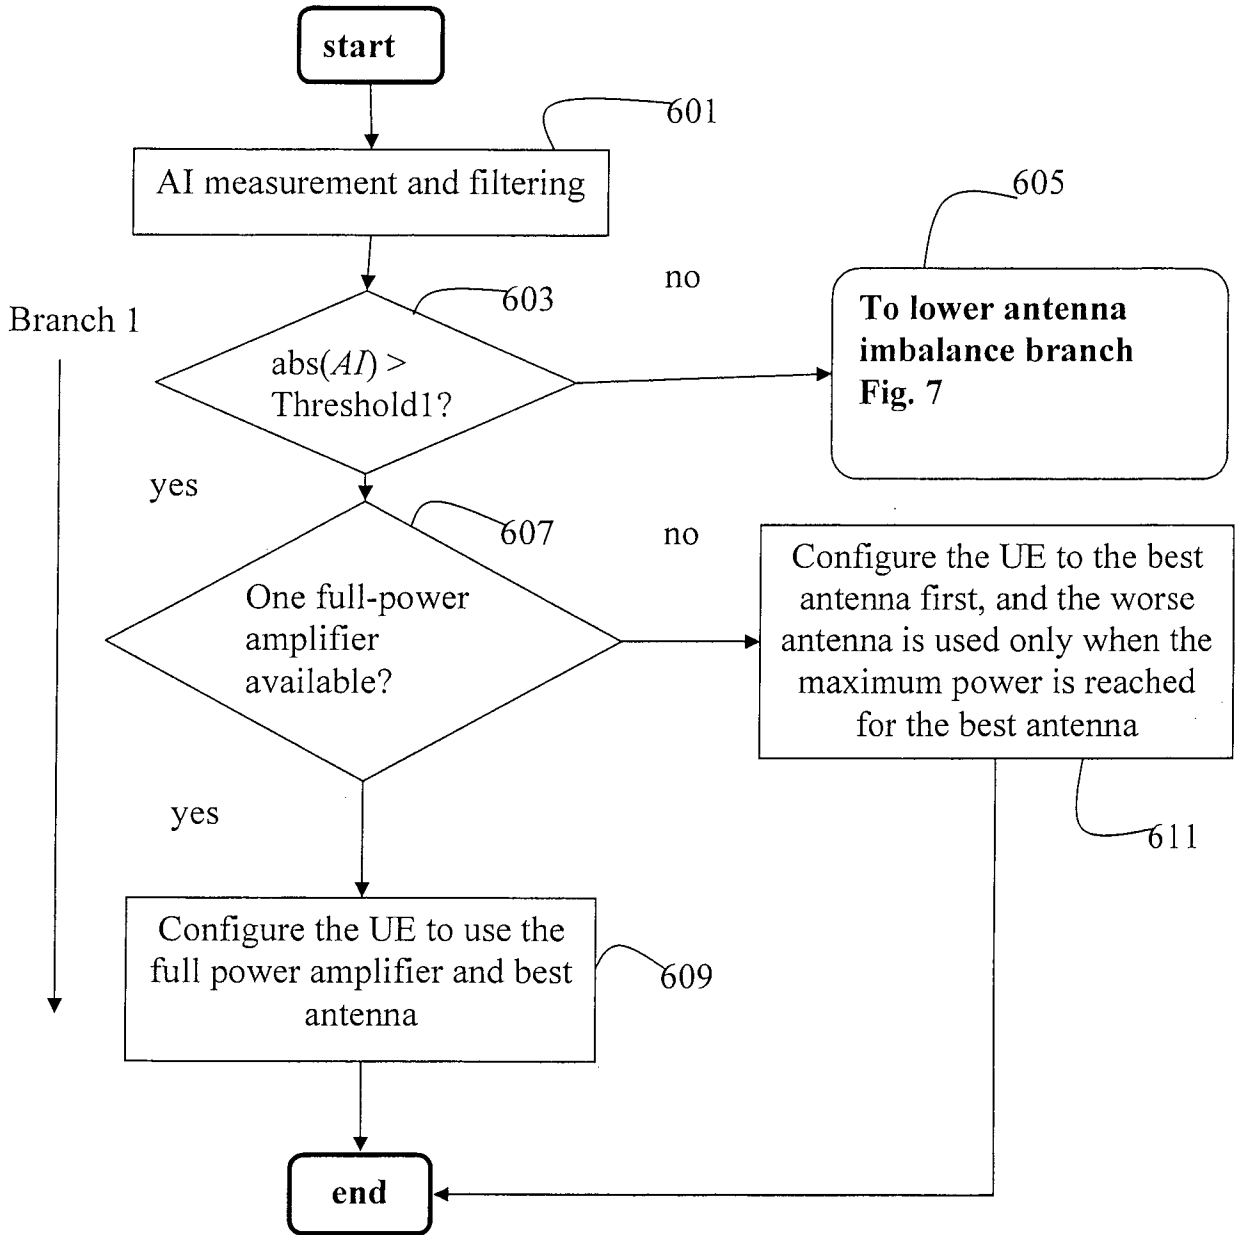 start
601
AI measurement and filtering
605
no
603
Branch 1
To lower antenna
imbalance branch
Fig. 7
abs(AI) >
Threshold1?
yes
607
no
One full-power
amplifier
available?
Configure the UE to the best
antenna first, and the worse
antenna is used only when the
maximum power is reached
for the best antenna
yes
611
Configure the UE to use the
full power amplifier and best
antenna
609
end